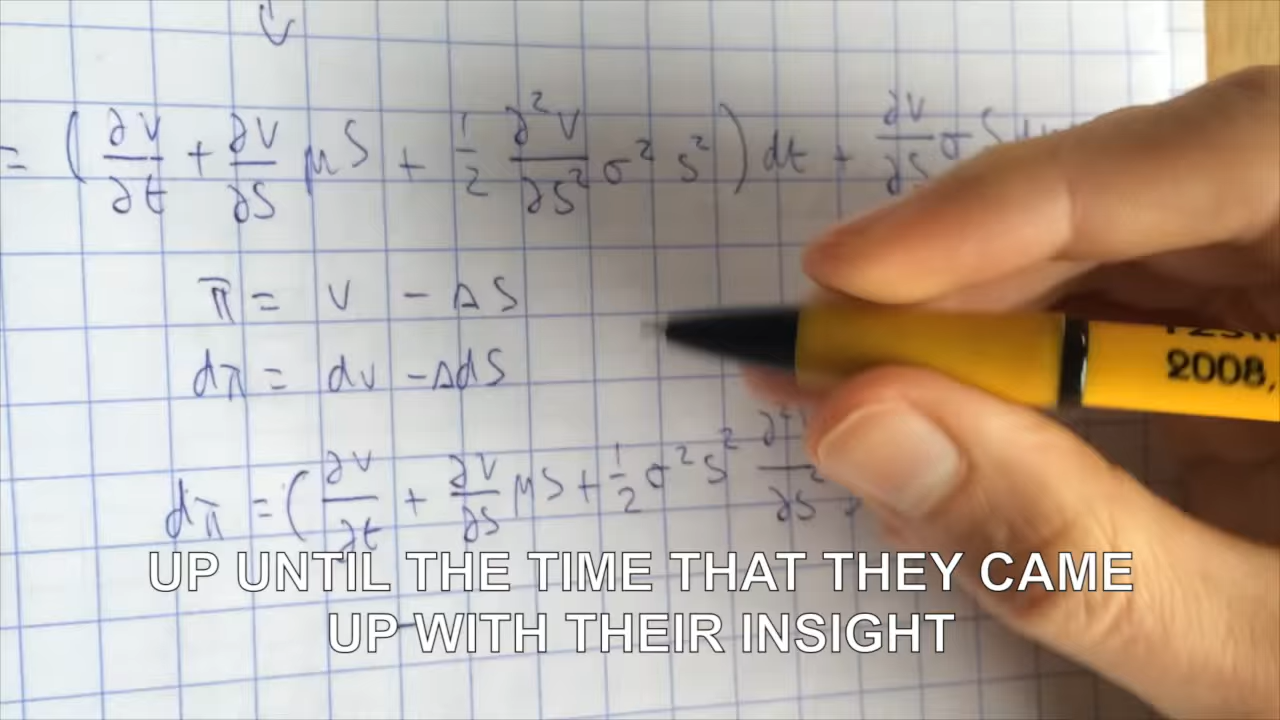 = (∂V/∂t + ∂V/∂S μS + 1/2 ∂²V/∂S² σ² S²) dt + ∂V/∂S σ S
π = V - ΔS
dπ = dV - ΔdS
2008,
dπ = (∂V/∂t + ∂V/∂S μS + 1/2 σ² S²
UP UNTIL THE TIME THAT THEY CAME
UP WITH THEIR INSIGHT